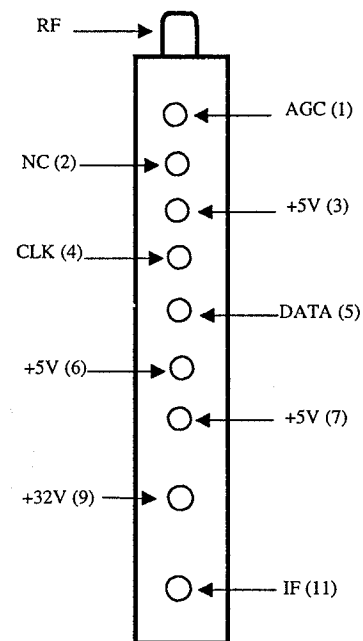 RF
AGC (1)
NC (2)
+5V (3)
CLK (4)
DATA (5)
+5V (6)
+5V (7)
+32V (9)
IF (11)